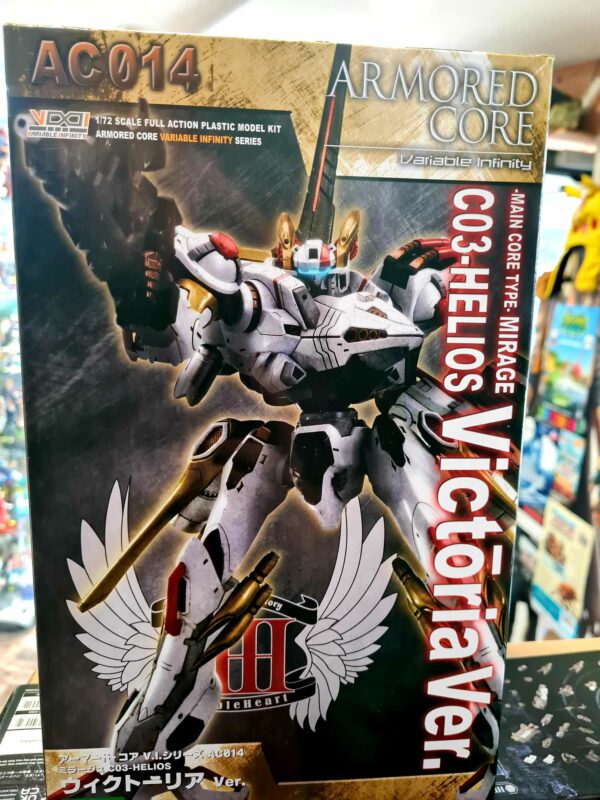 AC014
ARMORED
CORE
Variable Infinity
VARIABLE INFINITY
1/72 SCALE FULL ACTION PLASTIC MODEL KIT
ARMORED CORE VARIABLE INFINITY SERIES
-MAIN CORE TYPE- MIRAGE
C03-HELIOS Victōria Ver.
bleHeart
アーマード・コア V.I.シリーズ AC014
ミラージュ C03-HELIOS
ヴィクトーリア Ver.